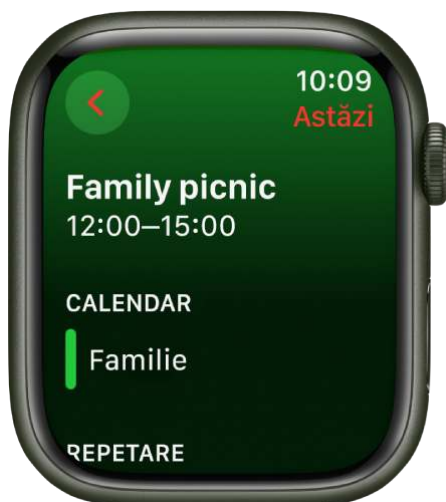 10:09
Astăzi
Family picnic
12:00–15:00
CALENDAR
Familie
REPETARE